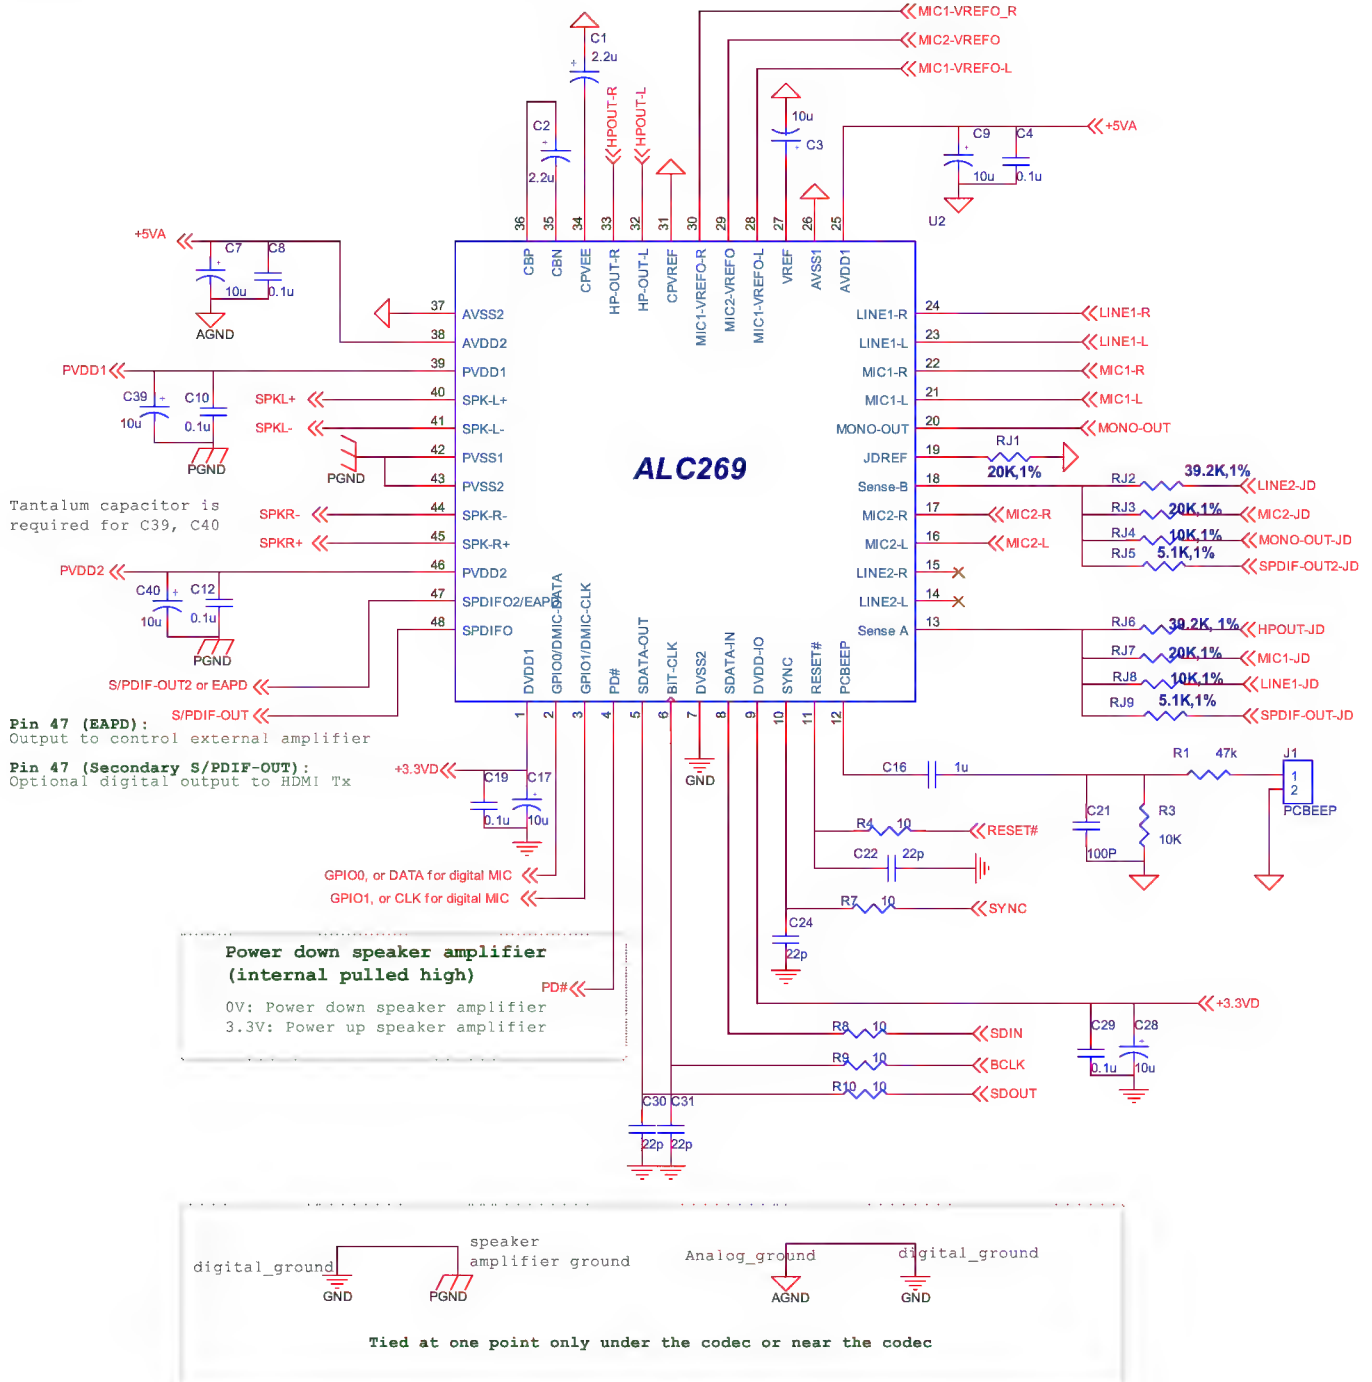 MIC1-VREFO_R
MIC2-VREFO
MIC1-VREFO-L
C1
2.2u
HPOUT-R
HPOUT-L
10u
C3
C2
2.2u
C9
C4
+5VA
10u
0.1u
U2
36
35
34
33
32
31
30
29
28
27
26
25
CBP
CBN
CPVEE
HP-OUT-R
HP-OUT-L
CPVREF
MIC1-VREFO-R
MIC2-VREFO
MIC1-VREFO-L
VREF
AVSS1
AVDD1
+5VA
C7
C8
10u
0.1u
AGND
37
AVSS2
38
AVDD2
PVDD1
39
PVDD1
C39
C10
10u
0.1u
PGND
SPKL+
40
SPK-L+
SPKL-
41
SPK-L-
42
PVSS1
PGND
43
PVSS2
Tantalum capacitor is
required for C39, C40
SPKR-
44
SPK-R-
SPKR+
45
SPK-R+
PVDD2
46
PVDD2
C40
C12
10u
0.1u
PGND
47
SPDIFO2/EAPD
48
SPDIFO
S/PDIF-OUT2 or EAPD
S/PDIF-OUT
ALC269
LINE1-R
24
LINE1-R
LINE1-L
23
LINE1-L
MIC1-R
22
MIC1-R
MIC1-L
21
MIC1-L
MONO-OUT
20
MONO-OUT
JDREF
19
RJ1
20K,1%
Sense-B
18
RJ2
39.2K,1%
LINE2-JD
MIC2-R
17
MIC2-R
RJ3
20K,1%
MIC2-JD
MIC2-L
16
MIC2-L
RJ4
10K,1%
MONO-OUT-JD
LINE2-R
15
RJ5
5.1K,1%
SPDIF-OUT2-JD
LINE2-L
14
Sense A
13
RJ6
39.2K, 1%
HPOUT-JD
RJ7
20K,1%
MIC1-JD
RJ8
10K,1%
LINE1-JD
RJ9
5.1K,1%
SPDIF-OUT-JD
DVDD1
GPIO0/DMIC-DATA
GPIO1/DMIC-CLK
PD#
SDATA-OUT
BIT-CLK
DVSS2
SDATA-IN
DVDD-IO
SYNC
RESET#
PCBEEP
1
2
3
4
5
6
7
8
9
10
11
12
Pin 47 (EAPD):
Output to control external amplifier
Pin 47 (Secondary S/PDIF-OUT):
Optional digital output to HDMI Tx
+3.3VD
C19
C17
0.1u
10u
GND
C16
1u
R1
47k
J1
1
2
PCBEEP
C21
100P
R3
10K
R4
10
RESET#
C22
22p
R7
10
SYNC
C24
22p
GPIO0, or DATA for digital MIC
GPIO1, or CLK for digital MIC
Power down speaker amplifier
(internal pulled high)
0V: Power down speaker amplifier
3.3V: Power up speaker amplifier
PD#
+3.3VD
C29
C28
0.1u
10u
R8
10
SDIN
R9
10
BCLK
R10
10
SDOUT
C30
C31
22p
22p
digital_ground
GND
speaker
amplifier ground
PGND
Analog_ground
AGND
digital_ground
GND
Tied at one point only under the codec or near the codec